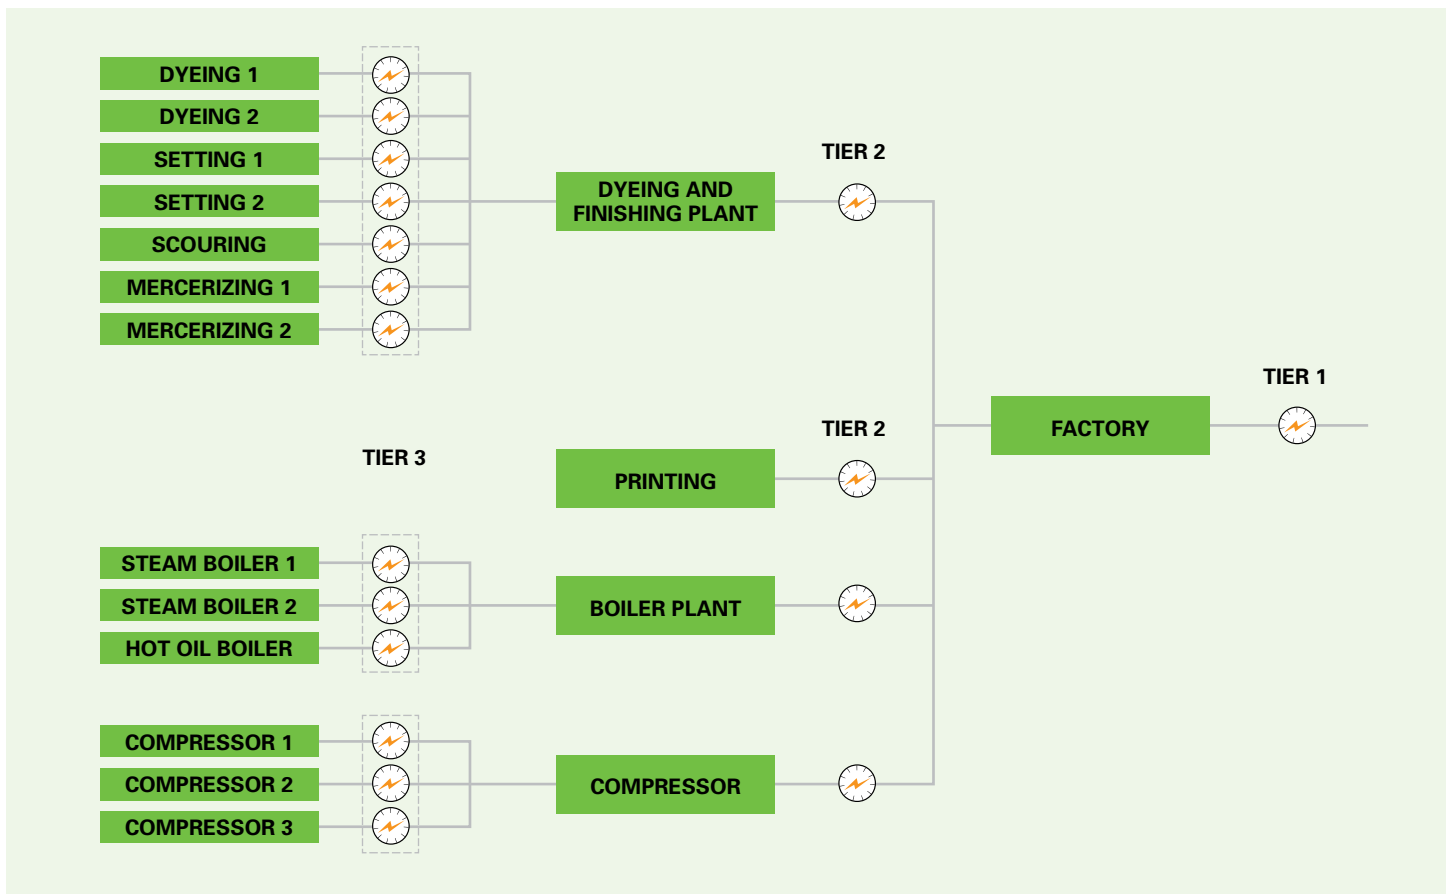 DYEING 1
DYEING 2
SETTING 1
SETTING 2
SCOURING
MERCERIZING 1
MERCERIZING 2
TIER 2
DYEING AND
FINISHING PLANT
TIER 1
FACTORY
TIER 2
TIER 3
PRINTING
STEAM BOILER 1
STEAM BOILER 2
HOT OIL BOILER
BOILER PLANT
COMPRESSOR 1
COMPRESSOR 2
COMPRESSOR 3
COMPRESSOR